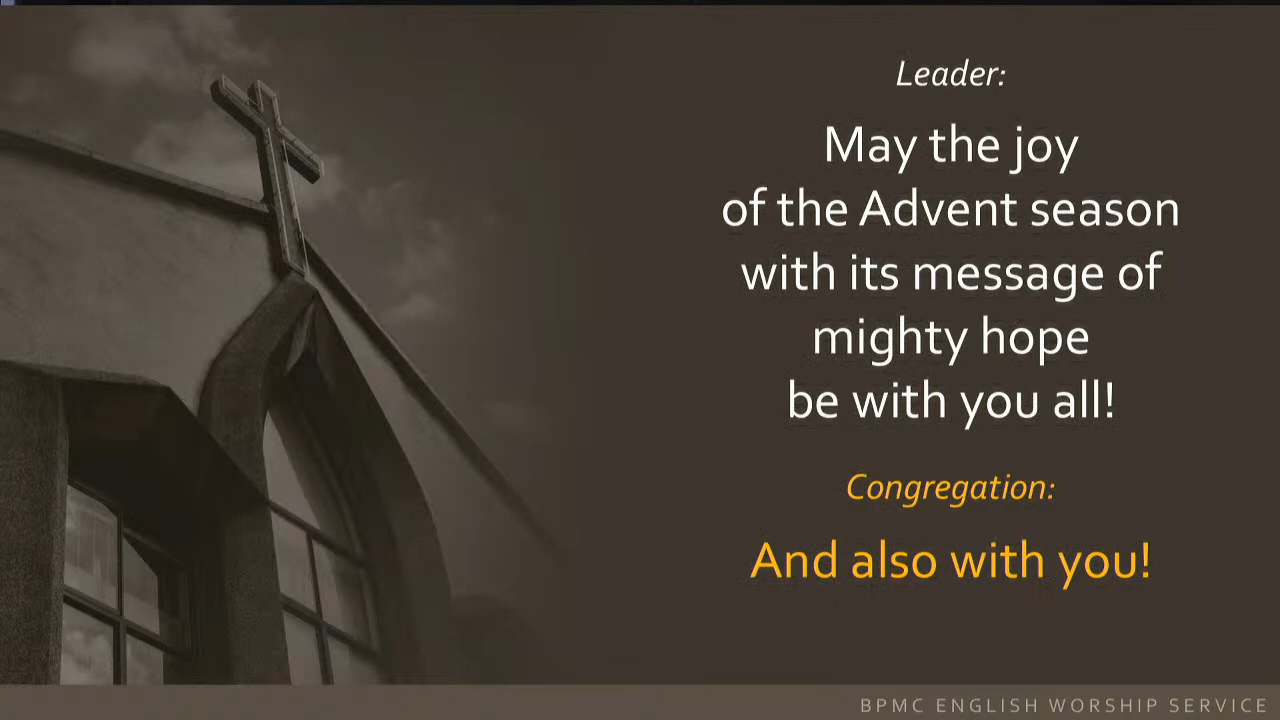 Leader:
May the joy
of the Advent season
with its message of
mighty hope
be with you all!
Congregation:
And also with you!
BPMC ENGLISH WORSHIP SERVICE